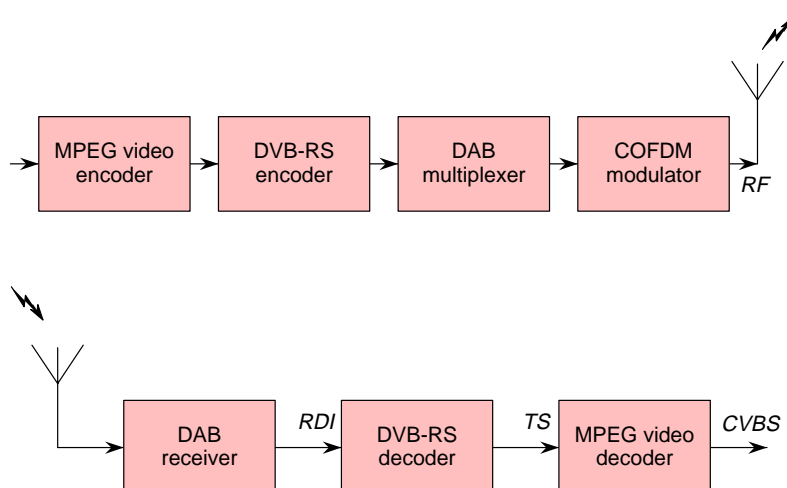 MPEG video
encoder
DVB-RS
encoder
DAB
multiplexer
COFDM
modulator
RF
DAB
receiver
RDI
DVB-RS
decoder
TS
MPEG video
decoder
CVBS